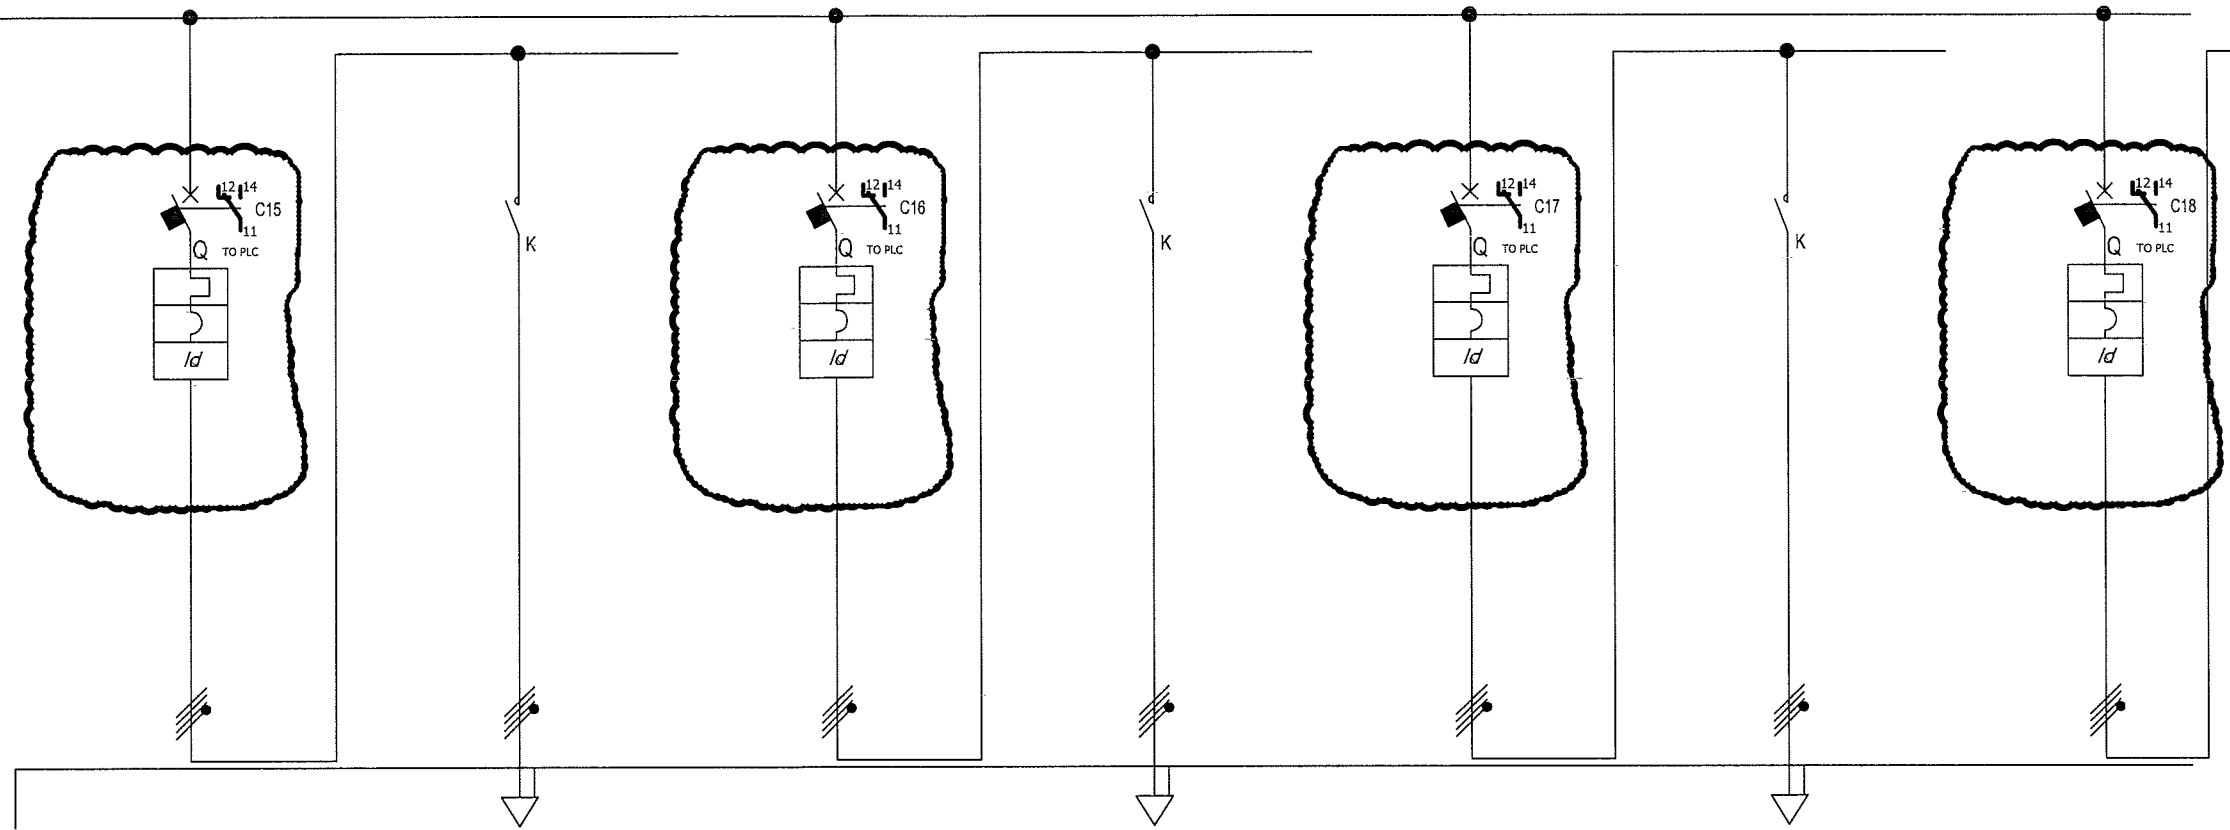 12 14
C15
11
Q TO PLC
Id
K
12 14
C16
11
Q TO PLC
Id
K
12 14
C17
11
Q TO PLC
Id
K
12 14
C18
11
Q TO PLC
Id